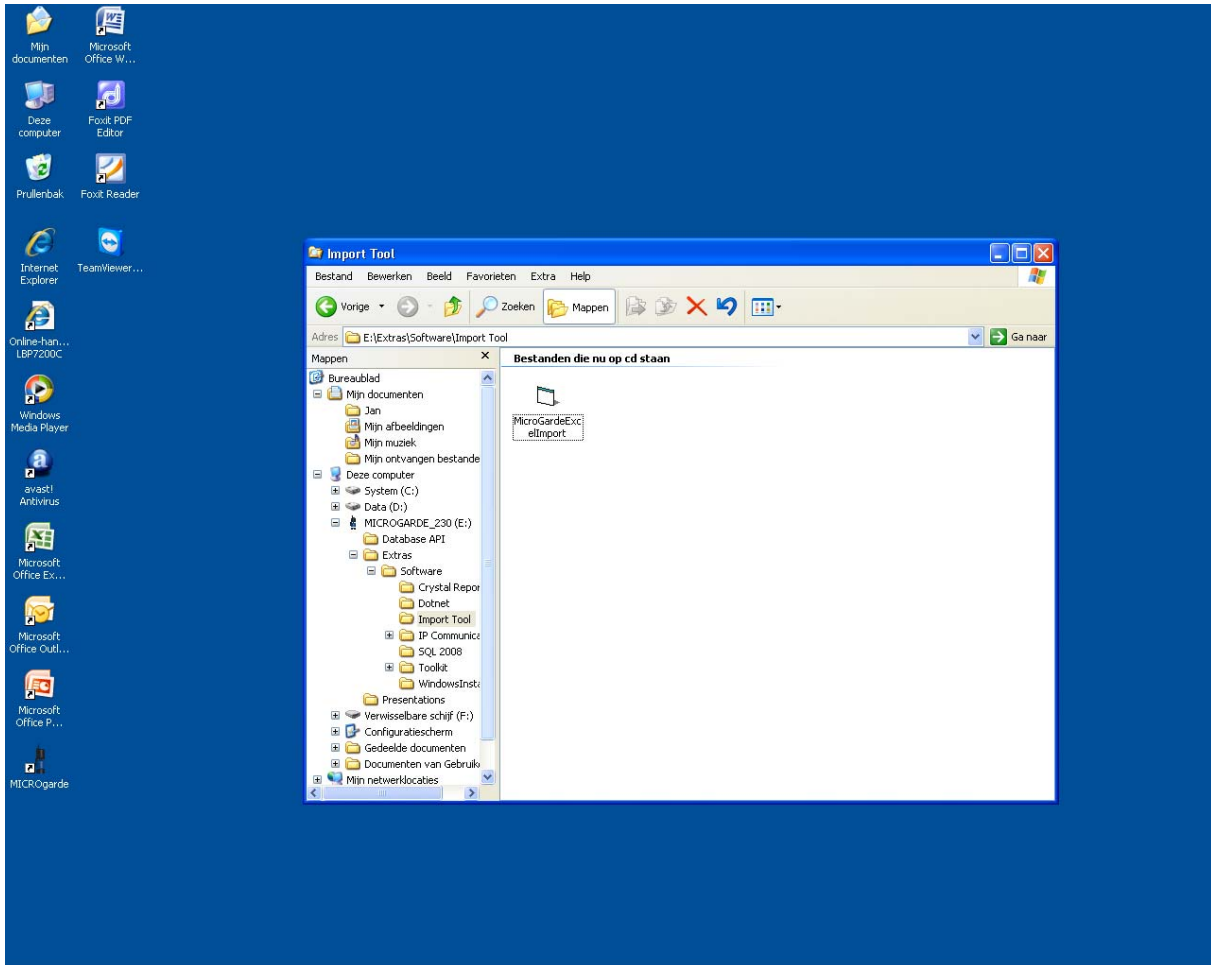 Mijn
documenten
Microsoft
Office W...
Deze
computer
Foxit PDF
Editor
Prullenbak
Foxit Reader
Internet
Explorer
TeamViewer...
Online-han...
LBP7200C
Windows
Media Player
avast!
Antivirus
Microsoft
Office Ex...
Microsoft
Office Outl...
Microsoft
Office P...
MICROgarde
Import Tool
Bestand Bewerken Beeld Favorieten Extra Help
Vorige Zoeken Mappen
Adres E:\Extras\Software\Import Tool Ga naar
Mappen
Bureaublad
Mijn documenten
Jan
Mijn afbeeldingen
Mijn muziek
Mijn ontvangen bestande
Deze computer
System (C:)
Data (D:)
MICROGARDE_230 (E:)
Database API
Extras
Software
Crystal Repor
Dotnet
Import Tool
IP Communica
SQL 2008
Toolkit
WindowsInsta
Presentations
Verwisselbare schijf (F:)
Configuratiescherm
Gedeelde documenten
Documenten van Gebruik
Mijn netwerklocaties
Bestanden die nu op cd staan
MicroGardeExc
elImport